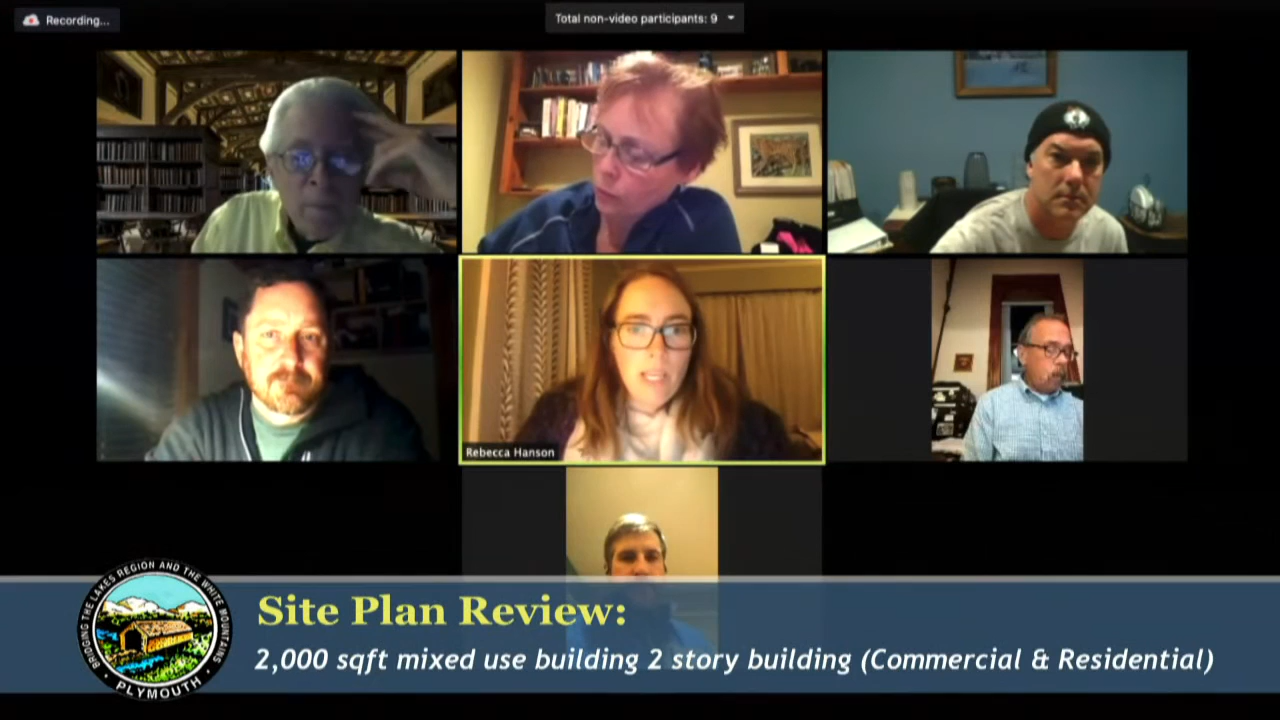 Recording...
Total non-video participants: 9
Rebecca Hanson
BRIDGING THE LAKES REGION AND THE WHITE MOUNTAINS
• PLYMOUTH •
Site Plan Review:
2,000 sqft mixed use building 2 story building (Commercial & Residential)